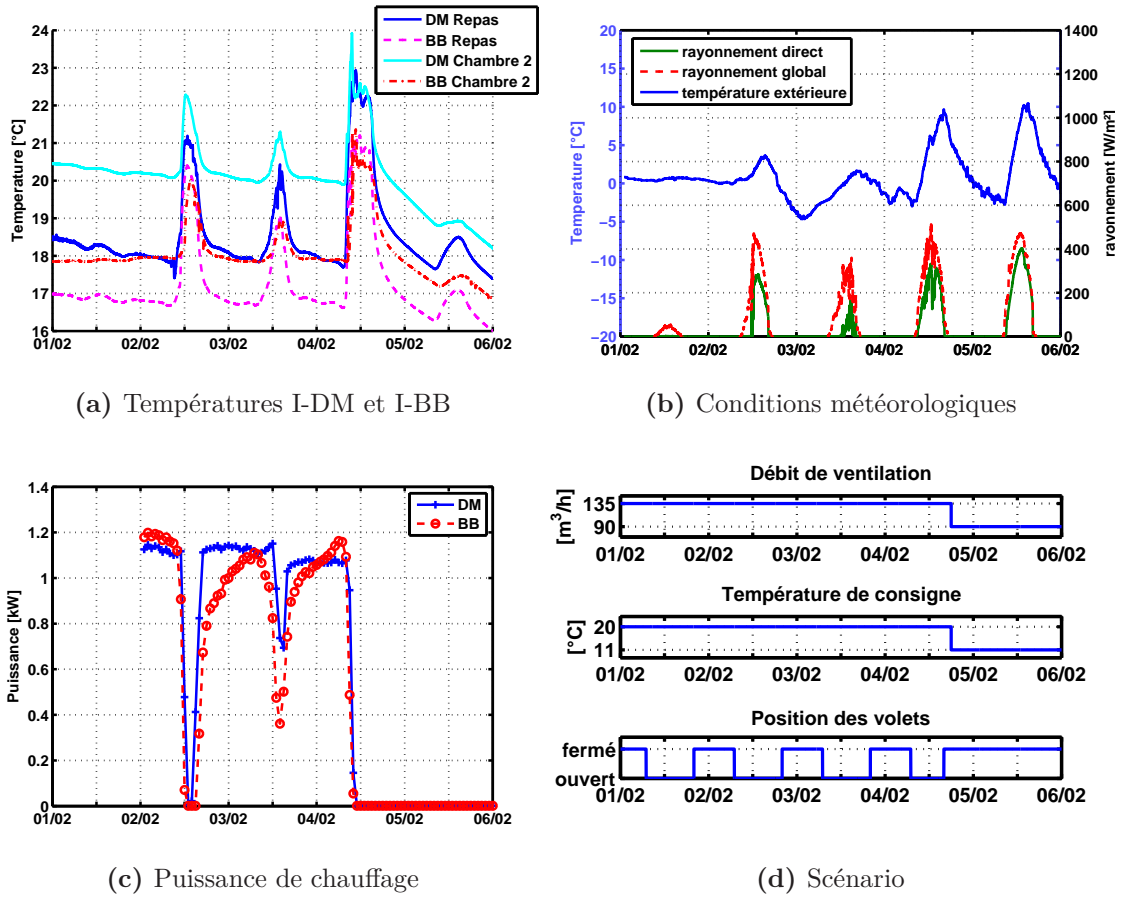 24
23
22
21
20
19
18
17
16
Temperature [°C]
DM Repas
BB Repas
DM Chambre 2
BB Chambre 2
01/02 02/02 03/02 04/02 05/02 06/02
(a) Températures I-DM et I-BB
20
15
10
5
0
−5
−10
−15
−20
Temperature [°C]
rayonnement direct
rayonnement global
température extérieure
1400
1200
1000
800
600
400
200
0
rayonnement [W/m²]
01/02 02/02 03/02 04/02 05/02 06/02
(b) Conditions météorologiques
1.4
1.2
1
0.8
0.6
0.4
0.2
0
Puissance [kW]
DM
BB
01/02 02/02 03/02 04/02 05/02 06/02
(c) Puissance de chauffage
Débit de ventilation
[m³/h]
135
90
01/02 02/02 03/02 04/02 05/02 06/02
Température de consigne
[°C]
20
11
01/02 02/02 03/02 04/02 05/02 06/02
Position des volets
fermé
ouvert
01/02 02/02 03/02 04/02 05/02 06/02
(d) Scénario